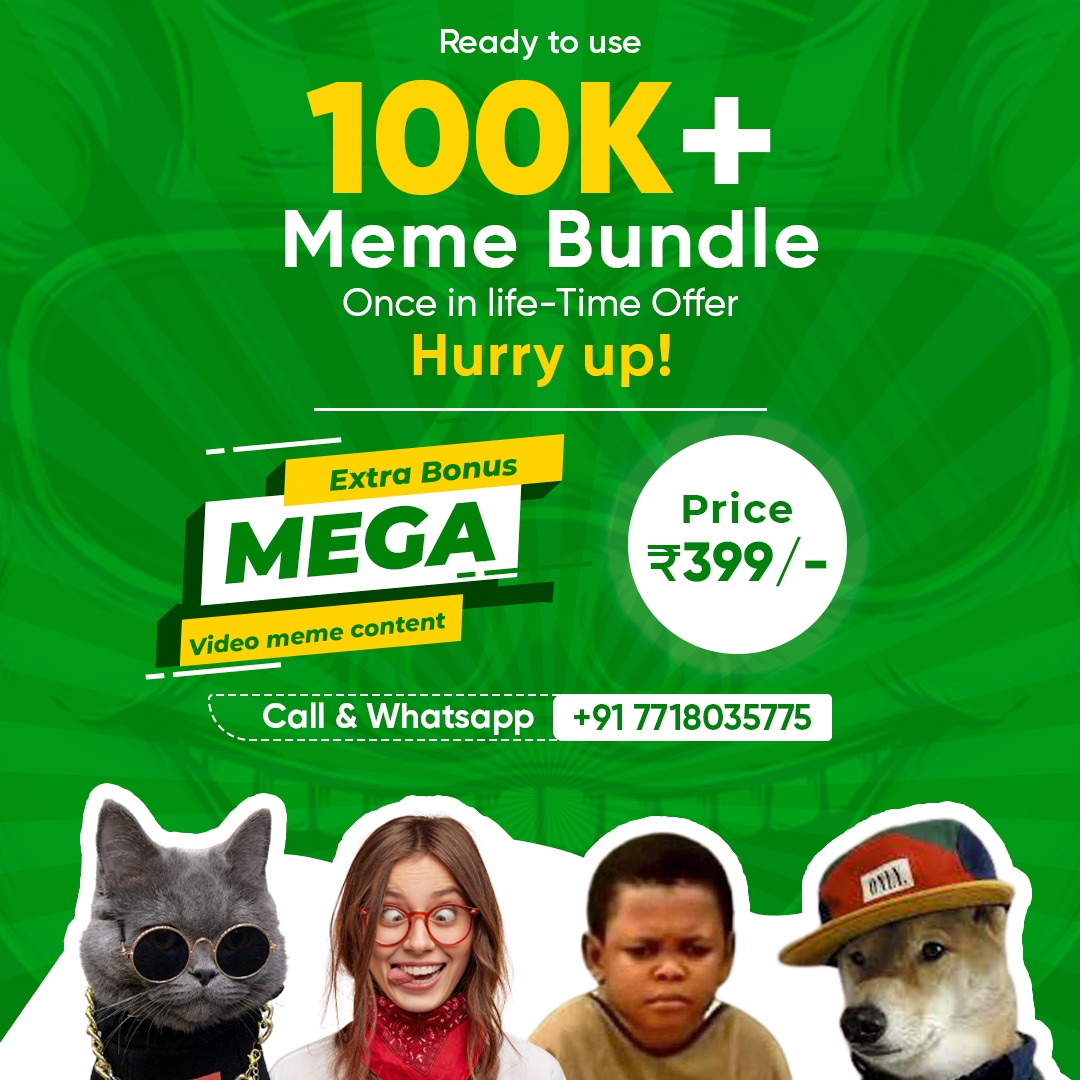 Ready to use
100K+
Meme Bundle
Once in life-Time Offer
Hurry up!
Extra Bonus
MEGA
Video meme content
Price
₹399/-
Call & Whatsapp
+91 7718035775
ONLY.